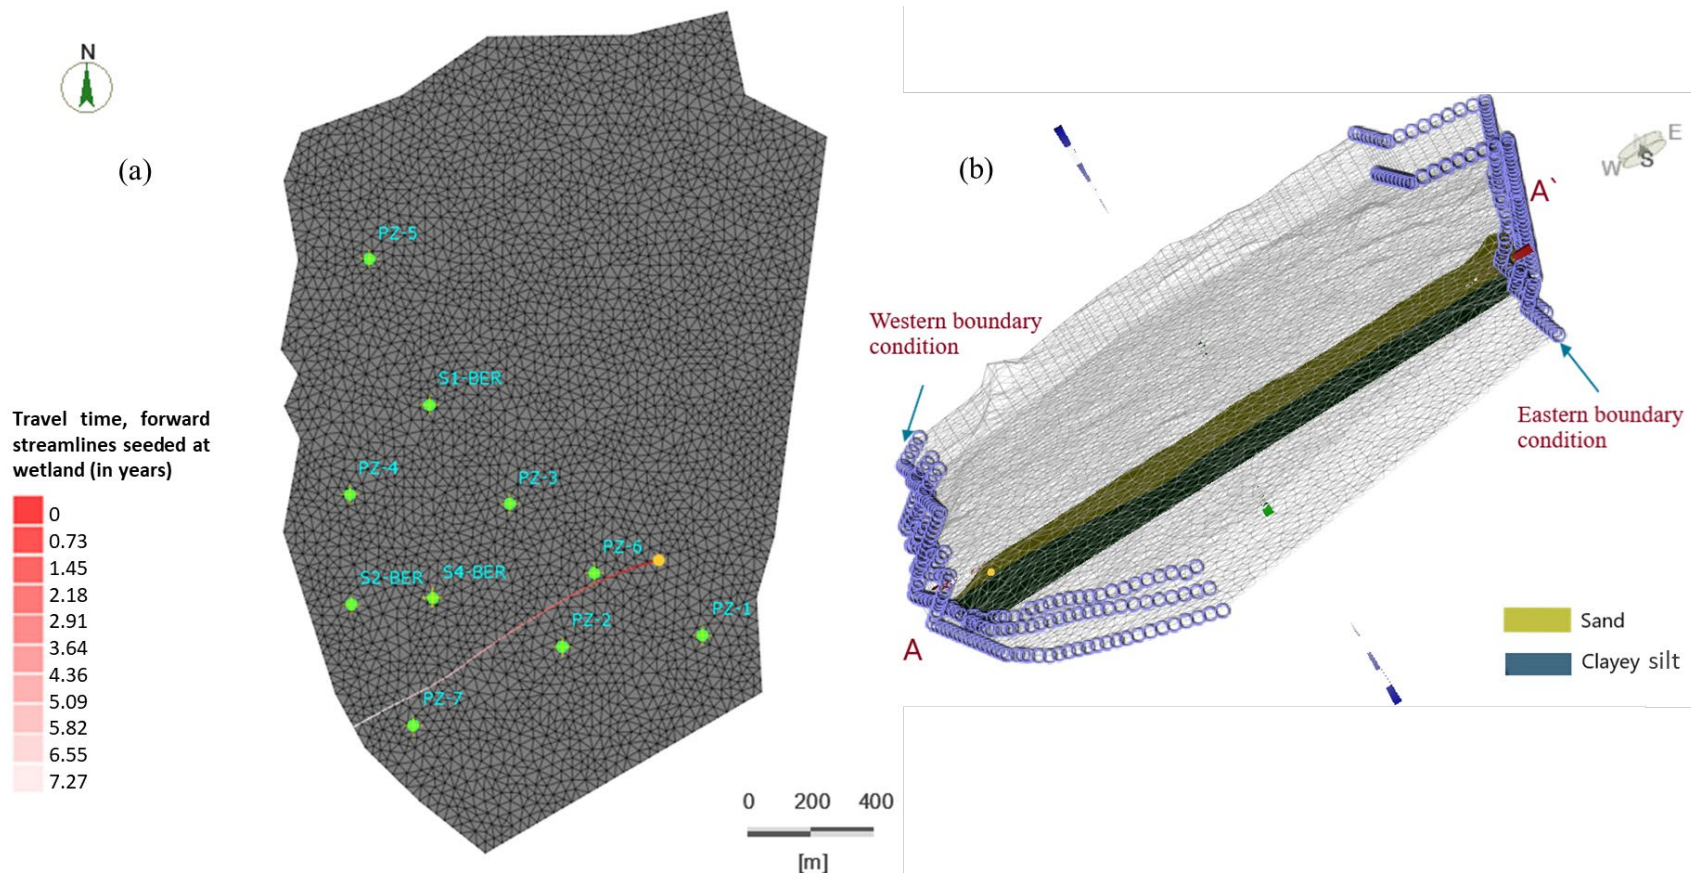 N
(a)
PZ-5
S1-BER
PZ-4
PZ-3
PZ-6
S2-BER
S4-BER
PZ-2
PZ-1
PZ-7
Travel time, forward
streamlines seeded at
wetland (in years)
0
0.73
1.45
2.18
2.91
3.64
4.36
5.09
5.82
6.55
7.27
0 200 400
[m]
(b)
W S E
A`
Western boundary
condition
Eastern boundary
condition
A
Sand
Clayey silt